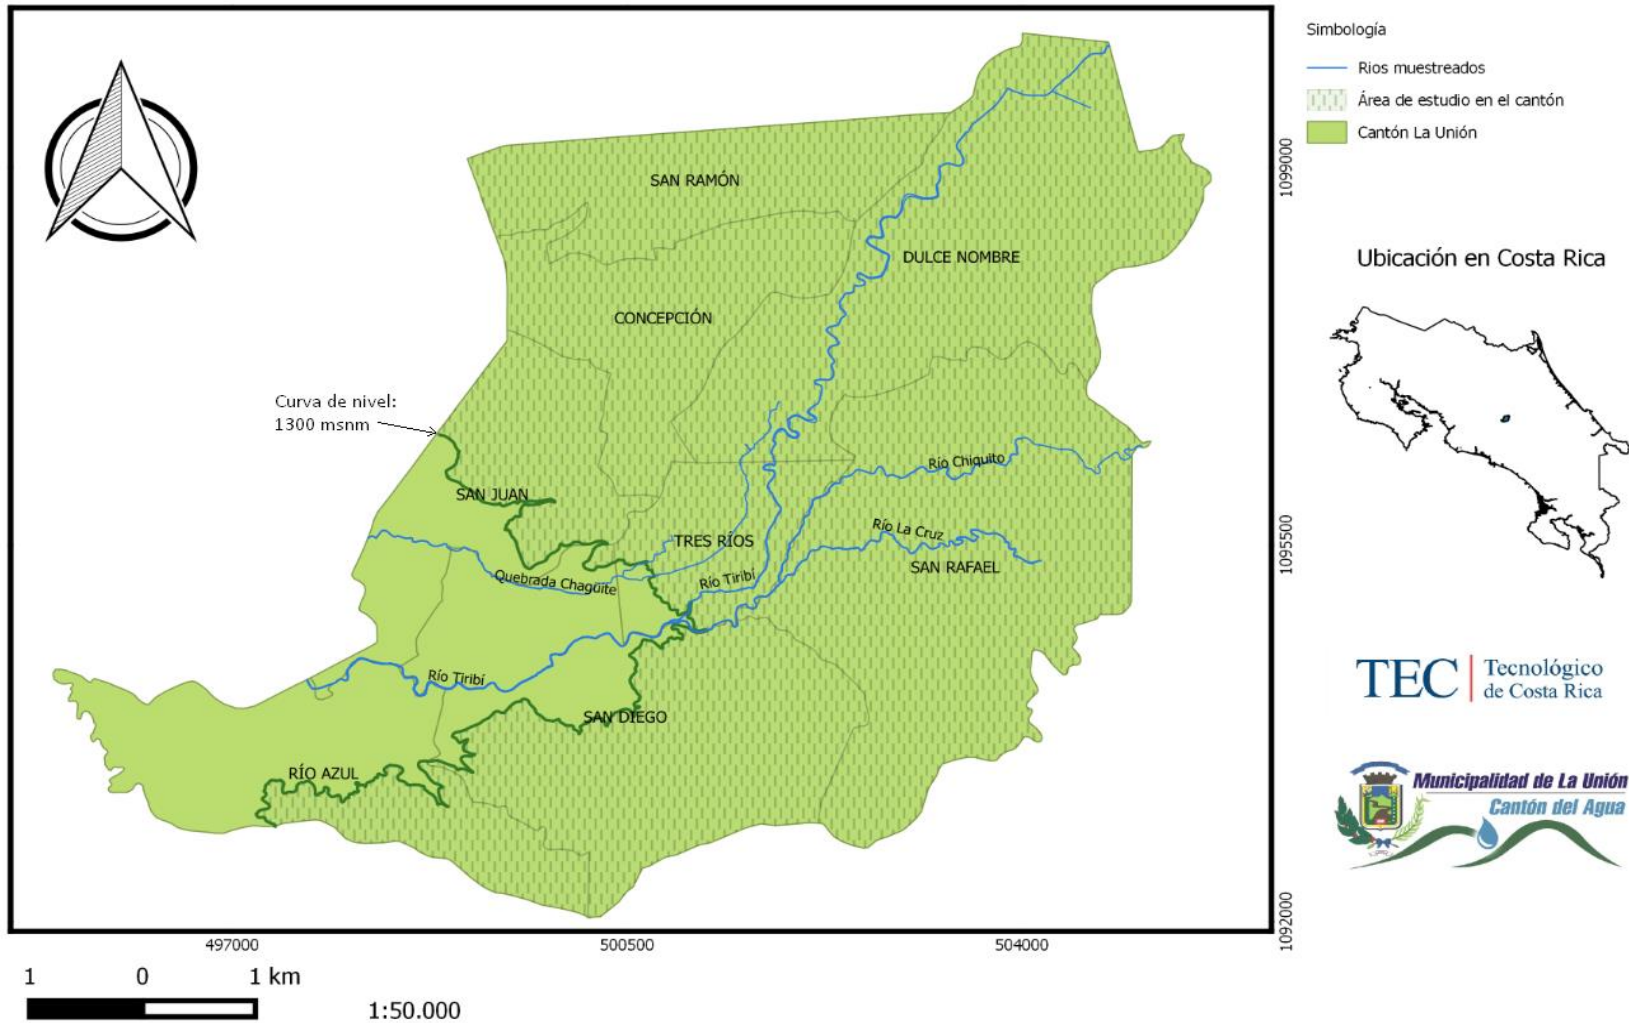 Simbología
Rios muestreados
Área de estudio en el cantón
Cantón La Unión
1099000
SAN RAMÓN
DULCE NOMBRE
Ubicación en Costa Rica
CONCEPCIÓN
Curva de nivel:
1300 msnm
Río Chiquito
SAN JUAN
Río La Cruz
1095500
TRES RÍOS
SAN RAFAEL
Quebrada Chagüite
Río Tiribí
Río Tiribí
TEC | Tecnológico
de Costa Rica
SAN DIEGO
RÍO AZUL
Municipalidad de La Unión
Cantón del Agua
1092000
497000
500500
504000
1
0
1 km
1:50.000